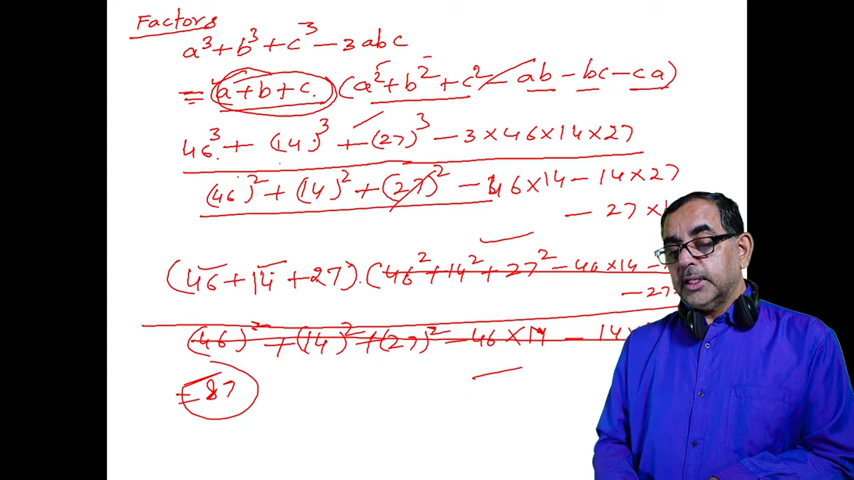 Factors
a³ + b³ + c³ - 3abc
= (a+b+c) (a² + b² + c² - ab - bc - ca)
46³ + (14)³ + (27)³ - 3×46×14×27
(46)² + (14)² + (27)² - 46×14 - 14×27
- 27×
(46+14+27).(46² + 14² + 27² - 46×14 -
- 27
(46)² + (14)² + (27)² - 46×14 - 14×
= 87